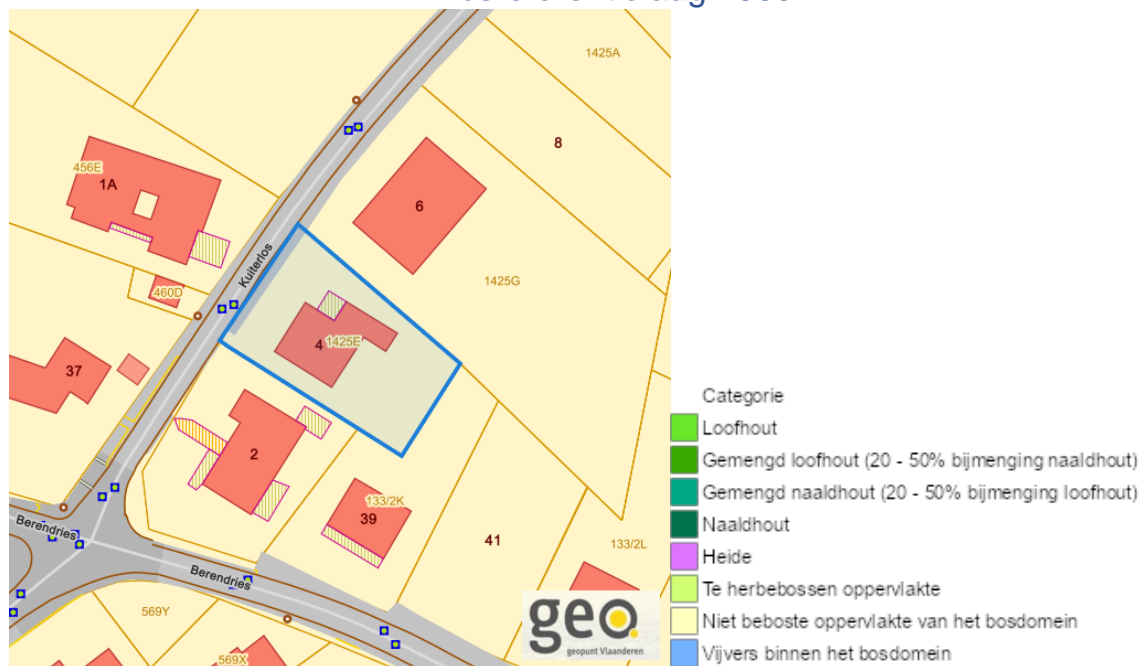 1425A
8
456E
1A
6
Kuiterlos
1425G
460D
4
1425E
37
2
133/2K
39
41
133/2L
Berendries
Berendries
569Y
569X
geo
geopunt Vlaanderen
Categorie
Loofhout
Gemengd loofhout (20 - 50% bijmenging naaldhout)
Gemengd naaldhout (20 - 50% bijmenging loofhout)
Naaldhout
Heide
Te herbebossen oppervlakte
Niet beboste oppervlakte van het bosdomein
Vijvers binnen het bosdomein